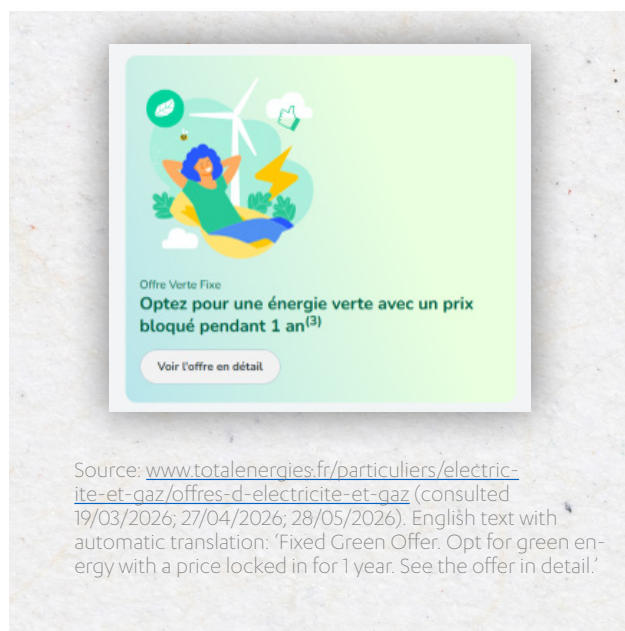 Offre Verte Fixe
Optez pour une énergie verte avec un prix
bloqué pendant 1 an(3)
Voir l'offre en détail
Source: www.totalenergies.fr/particuliers/electric-
ite-et-gaz/offres-d-electricite-et-gaz (consulted
19/03/2026; 27/04/2026; 28/05/2026). English text with
automatic translation: ‘Fixed Green Offer. Opt for green en-
ergy with a price locked in for 1 year. See the offer in detail.’